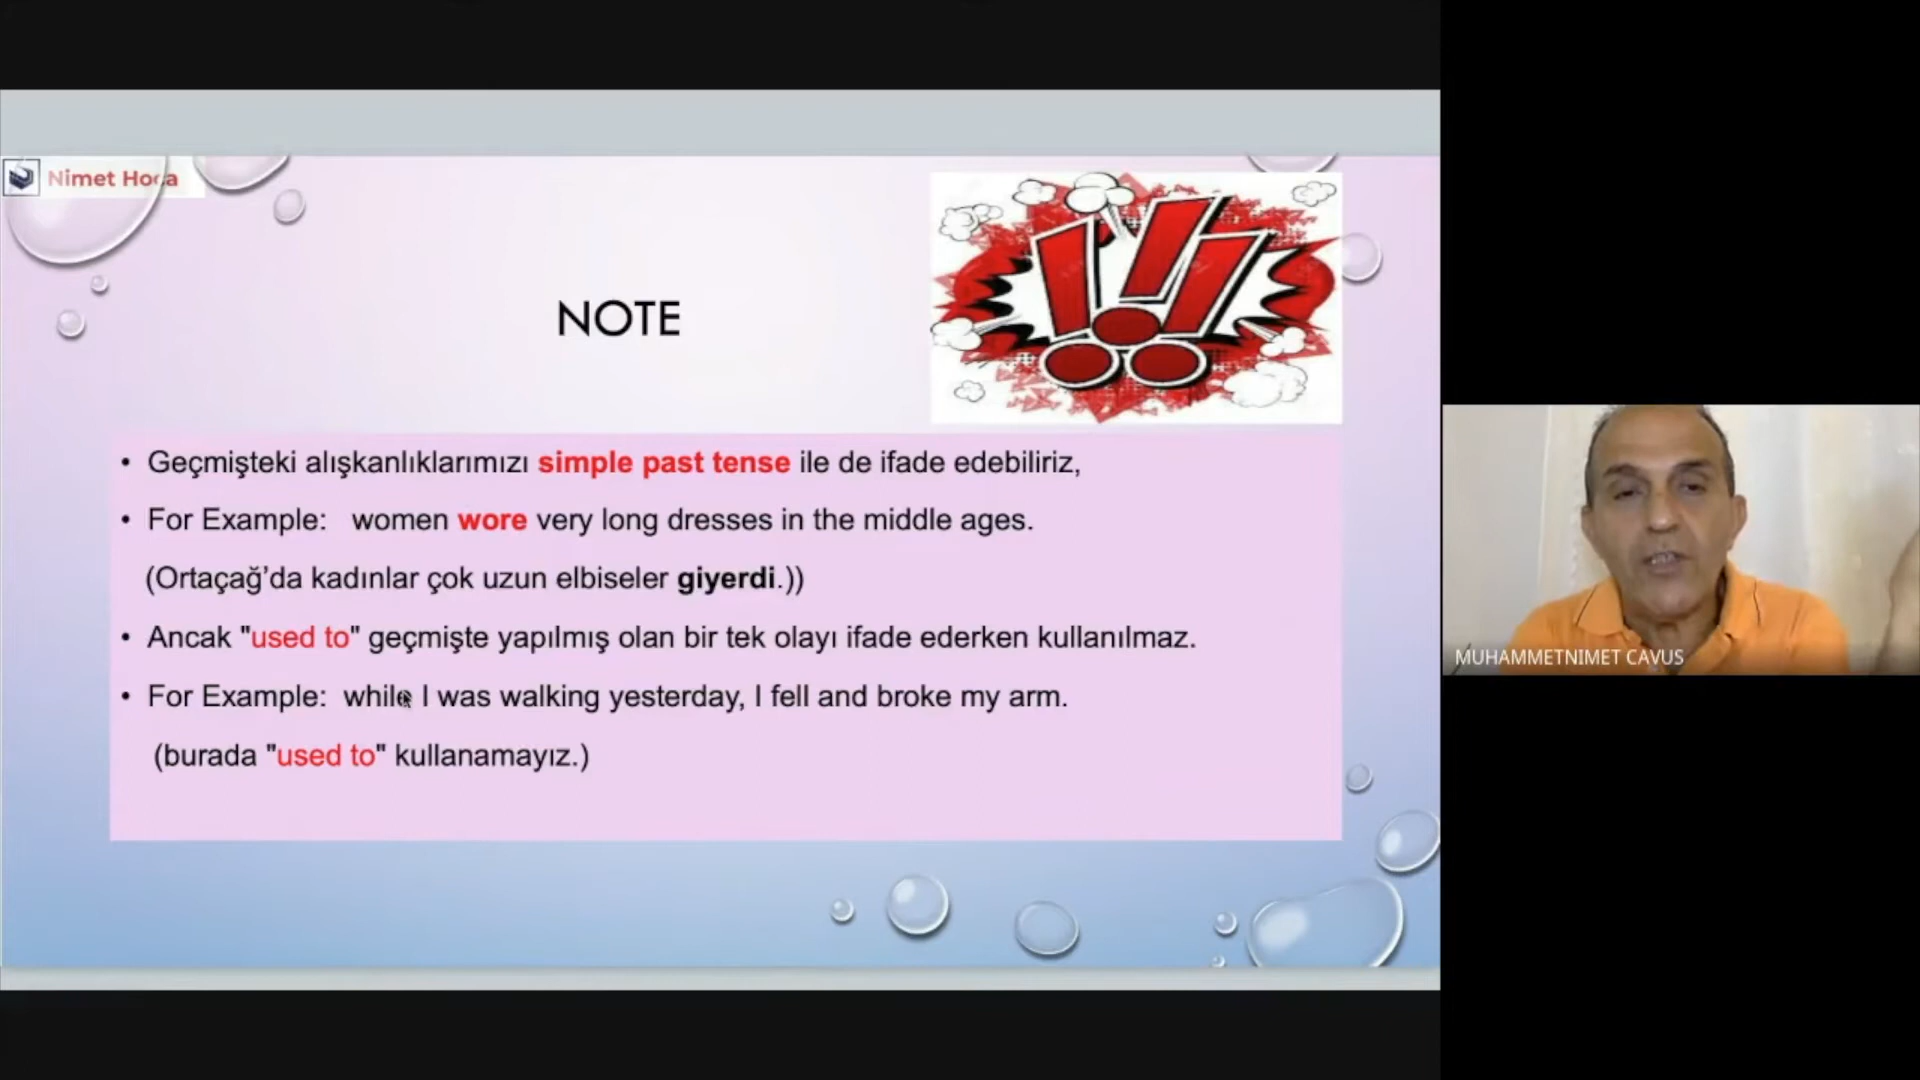 Nimet Hoca
NOTE
• Geçmişteki alışkanlıklarımızı simple past tense ile de ifade edebiliriz,
• For Example: women wore very long dresses in the middle ages.
(Ortaçağ’da kadınlar çok uzun elbiseler giyerdi.))
• Ancak "used to" geçmişte yapılmış olan bir tek olayı ifade ederken kullanılmaz.
• For Example: while I was walking yesterday, I fell and broke my arm.
(burada "used to" kullanamayız.)
MUHAMMETNIMET CAVUS